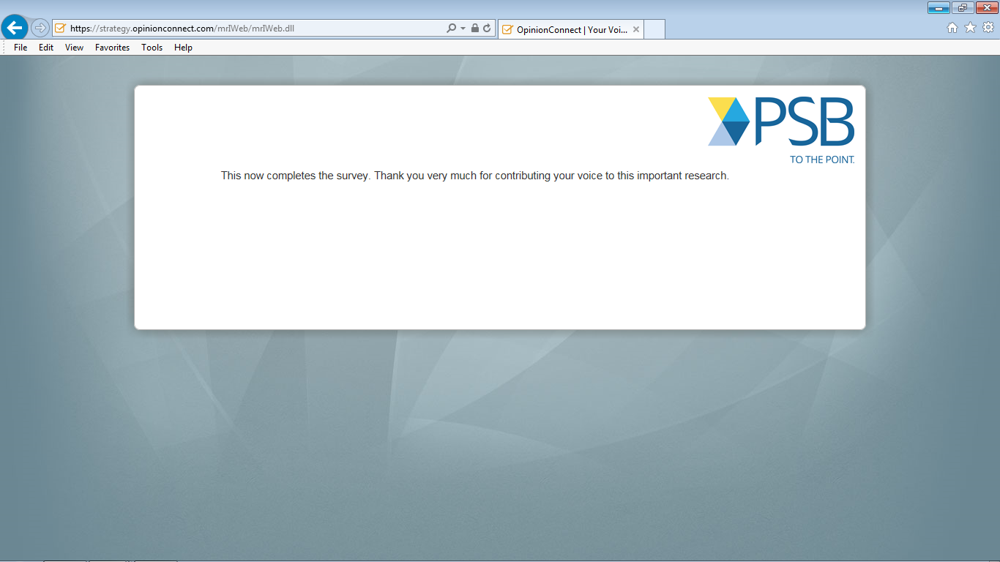 https://strategy.opinionconnect.com/mrIWeb/mrIWeb.dll
OpinionConnect | Your Voi...
File Edit View Favorites Tools Help
PSB
TO THE POINT.
This now completes the survey. Thank you very much for contributing your voice to this important research.